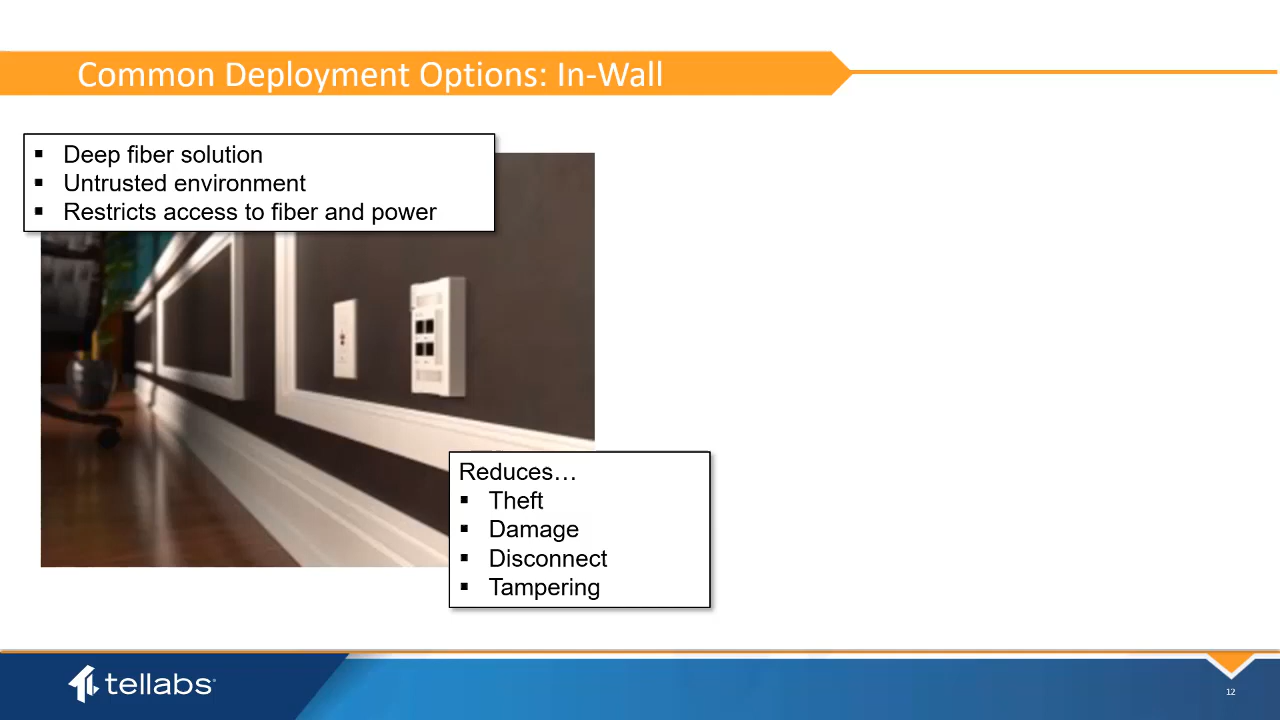 Common Deployment Options: In-Wall
▪ Deep fiber solution
▪ Untrusted environment
▪ Restricts access to fiber and power
Reduces…
▪ Theft
▪ Damage
▪ Disconnect
▪ Tampering
tellabs
12